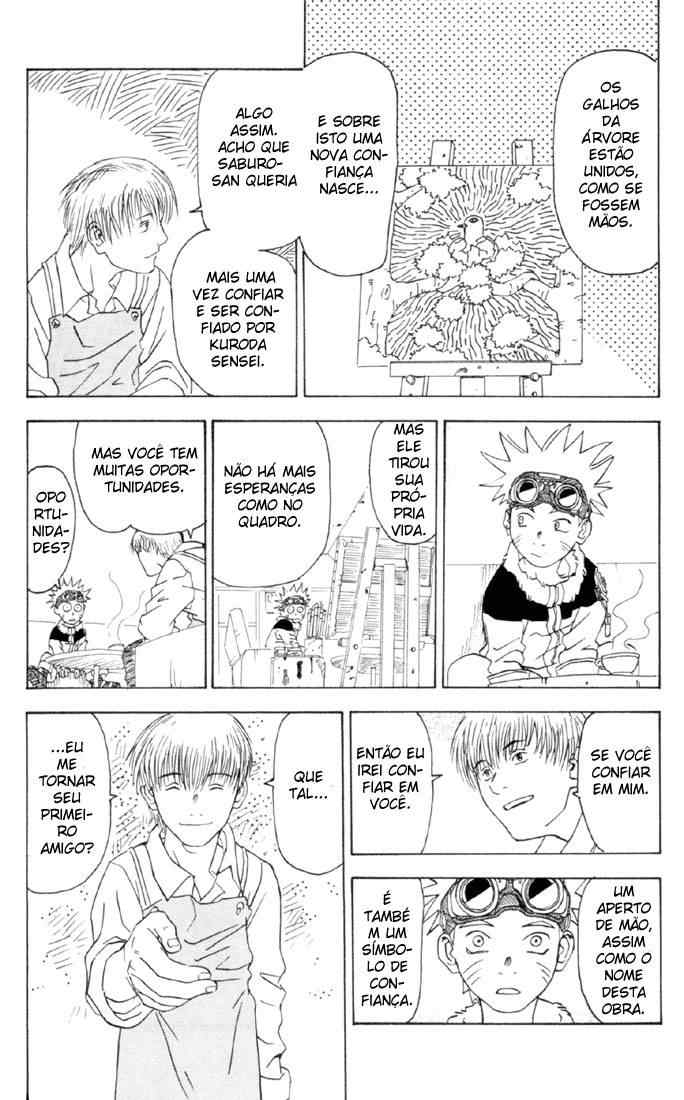 OS
GALHOS
DA
ÁRVORE
ESTÃO
UNIDOS,
COMO SE
FOSSEM
MÃOS.
E SOBRE
ISTO UMA
NOVA CON-
FIANÇA
NASCE...
ALGO
ASSIM.
ACHO QUE
SABURO-
SAN QUERIA
MAIS UMA
VEZ CONFIAR
E SER CON-
FIADO POR
KURODA
SENSEI.
MAS
ELE
TIROU
SUA
PRÓ-
PRIA
VIDA.
NÃO HÁ MAIS
ESPERANÇAS
COMO NO
QUADRO.
MAS VOCÊ TEM
MUITAS OPOR-
TUNIDADES.
OPO
RTU-
NIDA-
DES?
SE VOCÊ
CONFIAR
EM MIM.
ENTÃO EU
IREI CON-
FIAR EM
VOCÊ.
UM
APERTO
DE MÃO,
ASSIM
COMO O
NOME
DESTA
OBRA.
É
TAMBÉ
M UM
SÍMBO-
LO DE
CON-
FIANÇA.
QUE
TAL...
...EU
ME
TORNAR
SEU
PRIMEI-
RO
AMIGO?